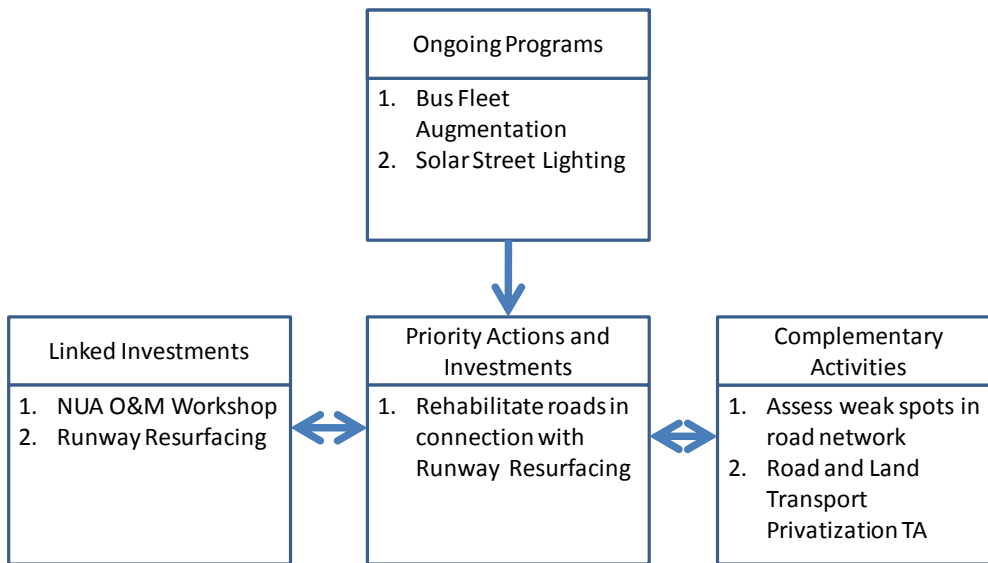 Ongoing Programs
1. Bus Fleet
Augmentation
2. Solar Street Lighting
Linked Investments
1. NUA O&M Workshop
2. Runway Resurfacing
Priority Actions and
Investments
1. Rehabilitate roads in
connection with
Runway Resurfacing
Complementary
Activities
1. Assess weak spots in
road network
2. Road and Land
Transport
Privatization TA